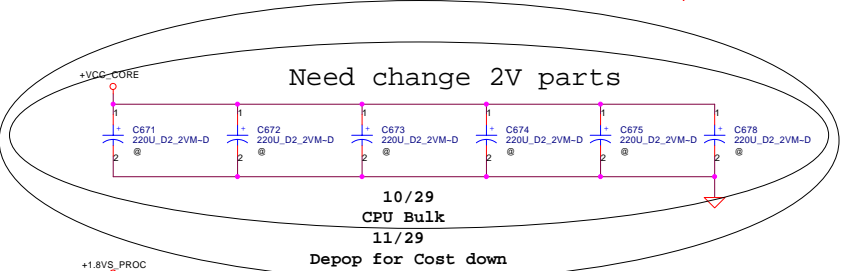 +VCC_CORE
Need change 2V parts
1 1 1 1 1 1
+ + + + + +
C671 C672 C673 C674 C675 C678
220U_D2_2VM-D 220U_D2_2VM-D 220U_D2_2VM-D 220U_D2_2VM-D 220U_D2_2VM-D 220U_D2_2VM-D
@ @ @ @ @ @
2 2 2 2 2 2
10/29
CPU Bulk
11/29
Depop for Cost down
+1.8VS_PROC